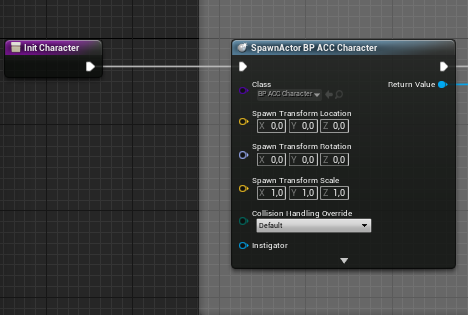 Init Character
SpawnActor BP ACC Character
Class
BP ACC Character
Return Value
Spawn Transform Location
X 0,0 Y 0,0 Z 0,0
Spawn Transform Rotation
X 0,0 Y 0,0 Z 0,0
Spawn Transform Scale
X 1,0 Y 1,0 Z 1,0
Collision Handling Override
Default
Instigator